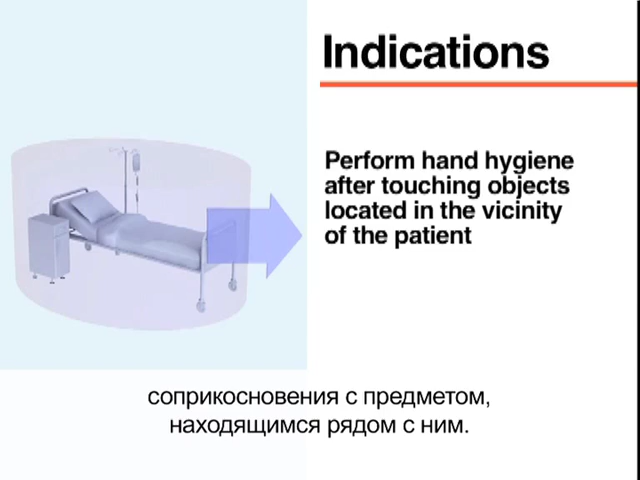 Indications
Perform hand hygiene
after touching objects
located in the vicinity
of the patient
соприкосновения с предметом,
находящимся рядом с ним.